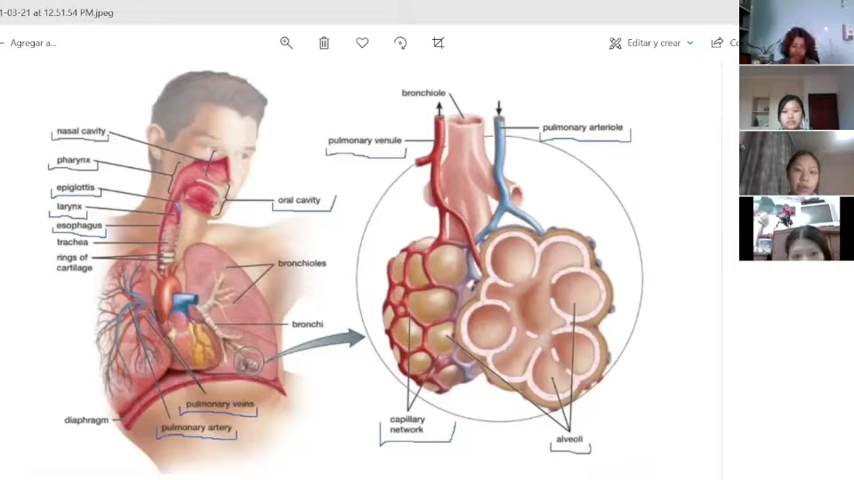 1-03-21 at 12.51.54 PM.jpeg
Agregar a...
Editar y crear
bronchiole
nasal cavity
pulmonary venule
pulmonary arteriole
pharynx
epiglottis
oral cavity
larynx
esophagus
trachea
rings of
cartilage
bronchioles
bronchi
pulmonary veins
diaphragm
pulmonary artery
capillary
network
alveoli